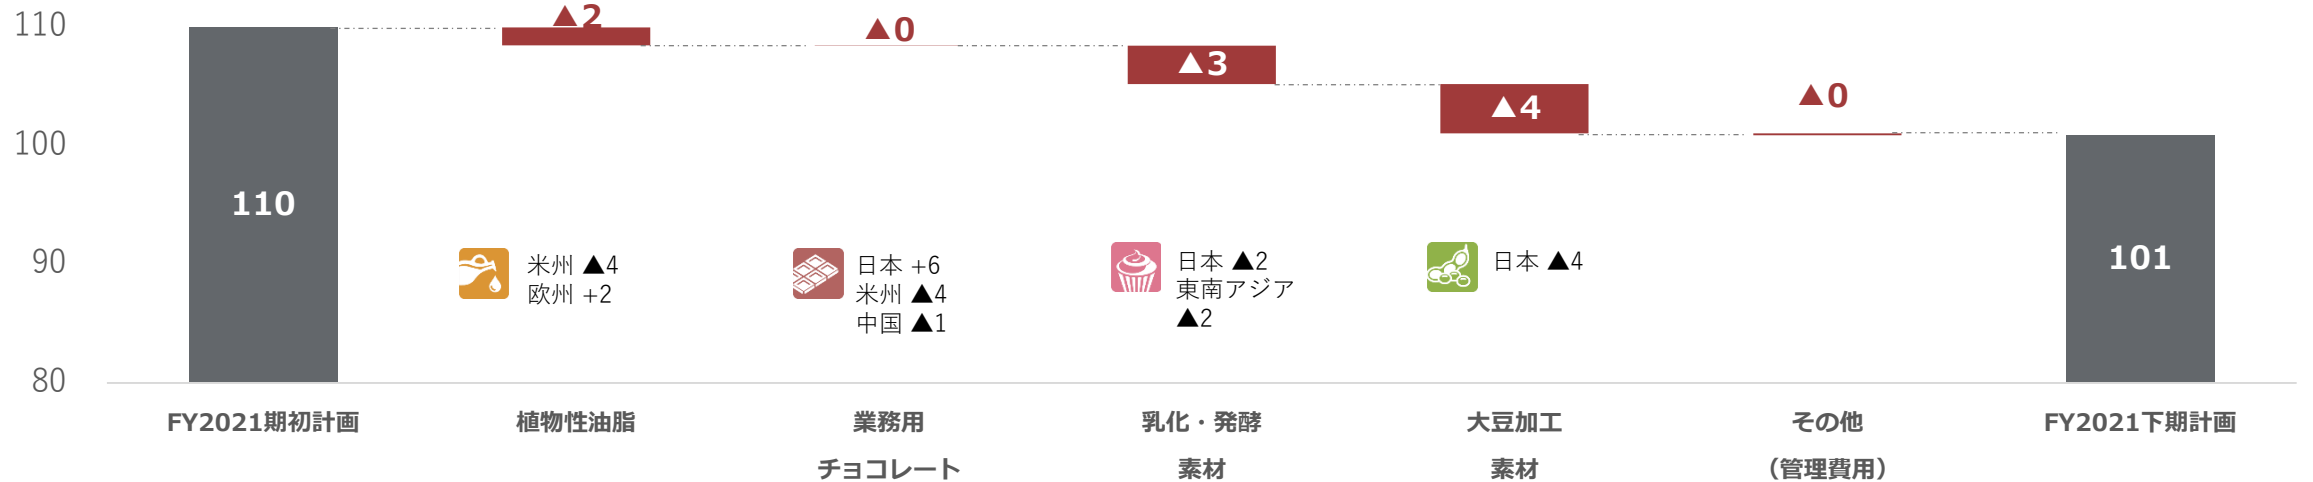 110
100
90
80
110
▲2
▲0
▲3
▲4
▲0
101
米州 ▲4
欧州 +2
日本 +6
米州 ▲4
中国 ▲1
日本 ▲2
東南アジア
▲2
日本 ▲4
FY2021期初計画
植物性油脂
業務用
チョコレート
乳化・発酵
素材
大豆加工
素材
その他
（管理費用）
FY2021下期計画